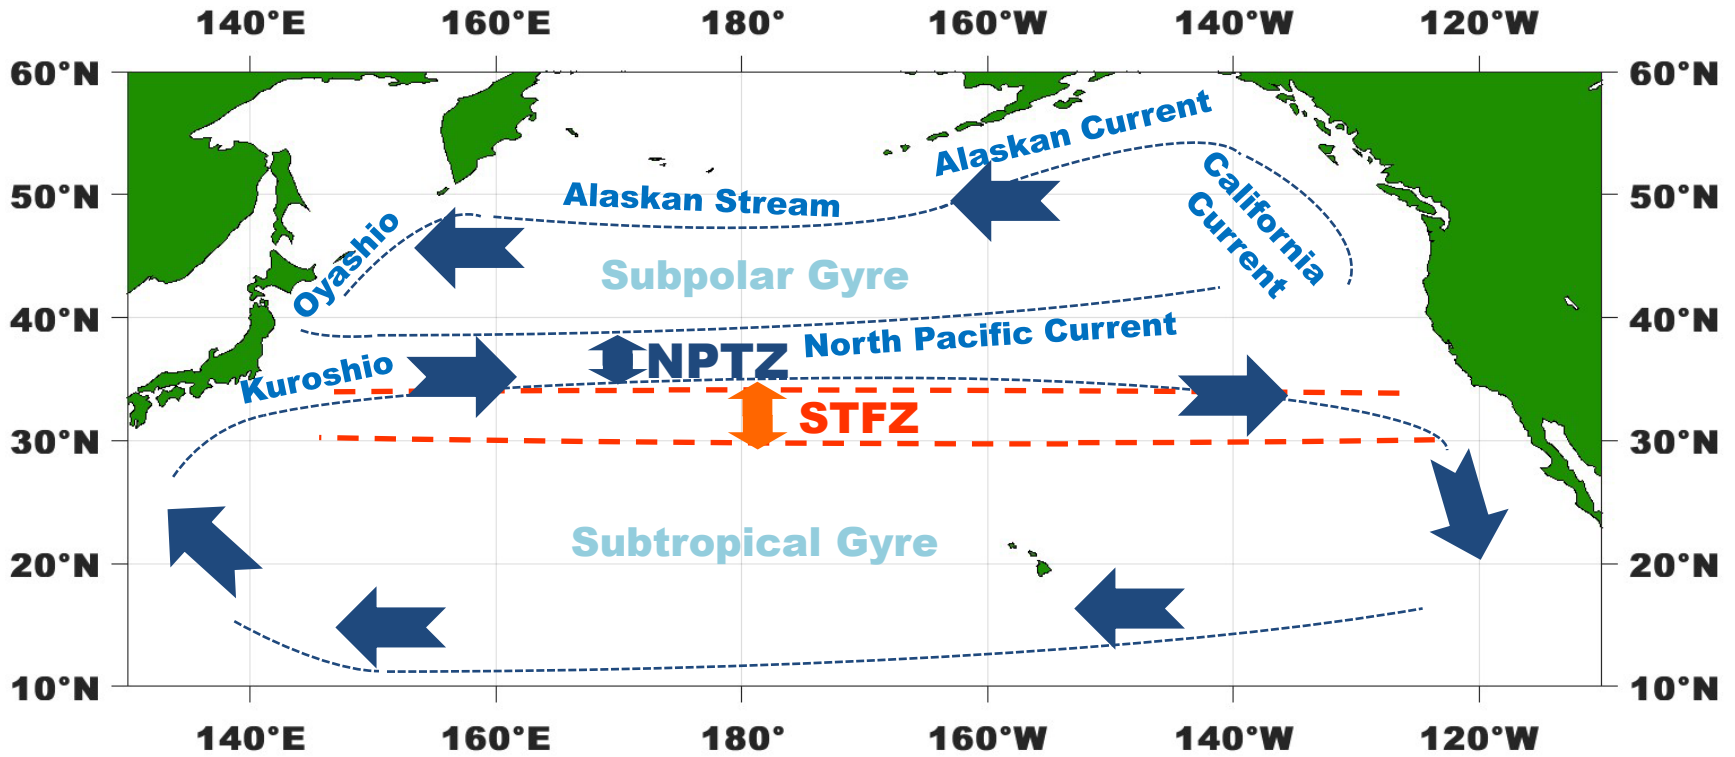 140°E 160°E 180° 160°W 140°W 120°W
60°N 60°N
Alaskan Current
California
Current
50°N 50°N
Alaskan Stream
Oyashio
Subpolar Gyre
40°N 40°N
North Pacific Current
NPTZ
Kuroshio
STFZ
30°N 30°N
Subtropical Gyre
20°N 20°N
10°N 10°N
140°E 160°E 180° 160°W 140°W 120°W